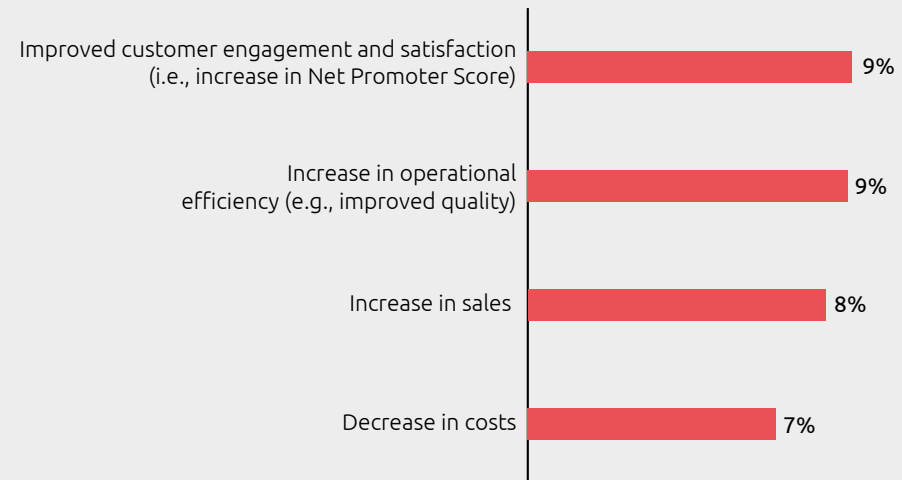 Improved customer engagement and satisfaction
(i.e., increase in Net Promoter Score)
9%
Increase in operational
efficiency (e.g., improved quality)
9%
Increase in sales
8%
Decrease in costs
7%